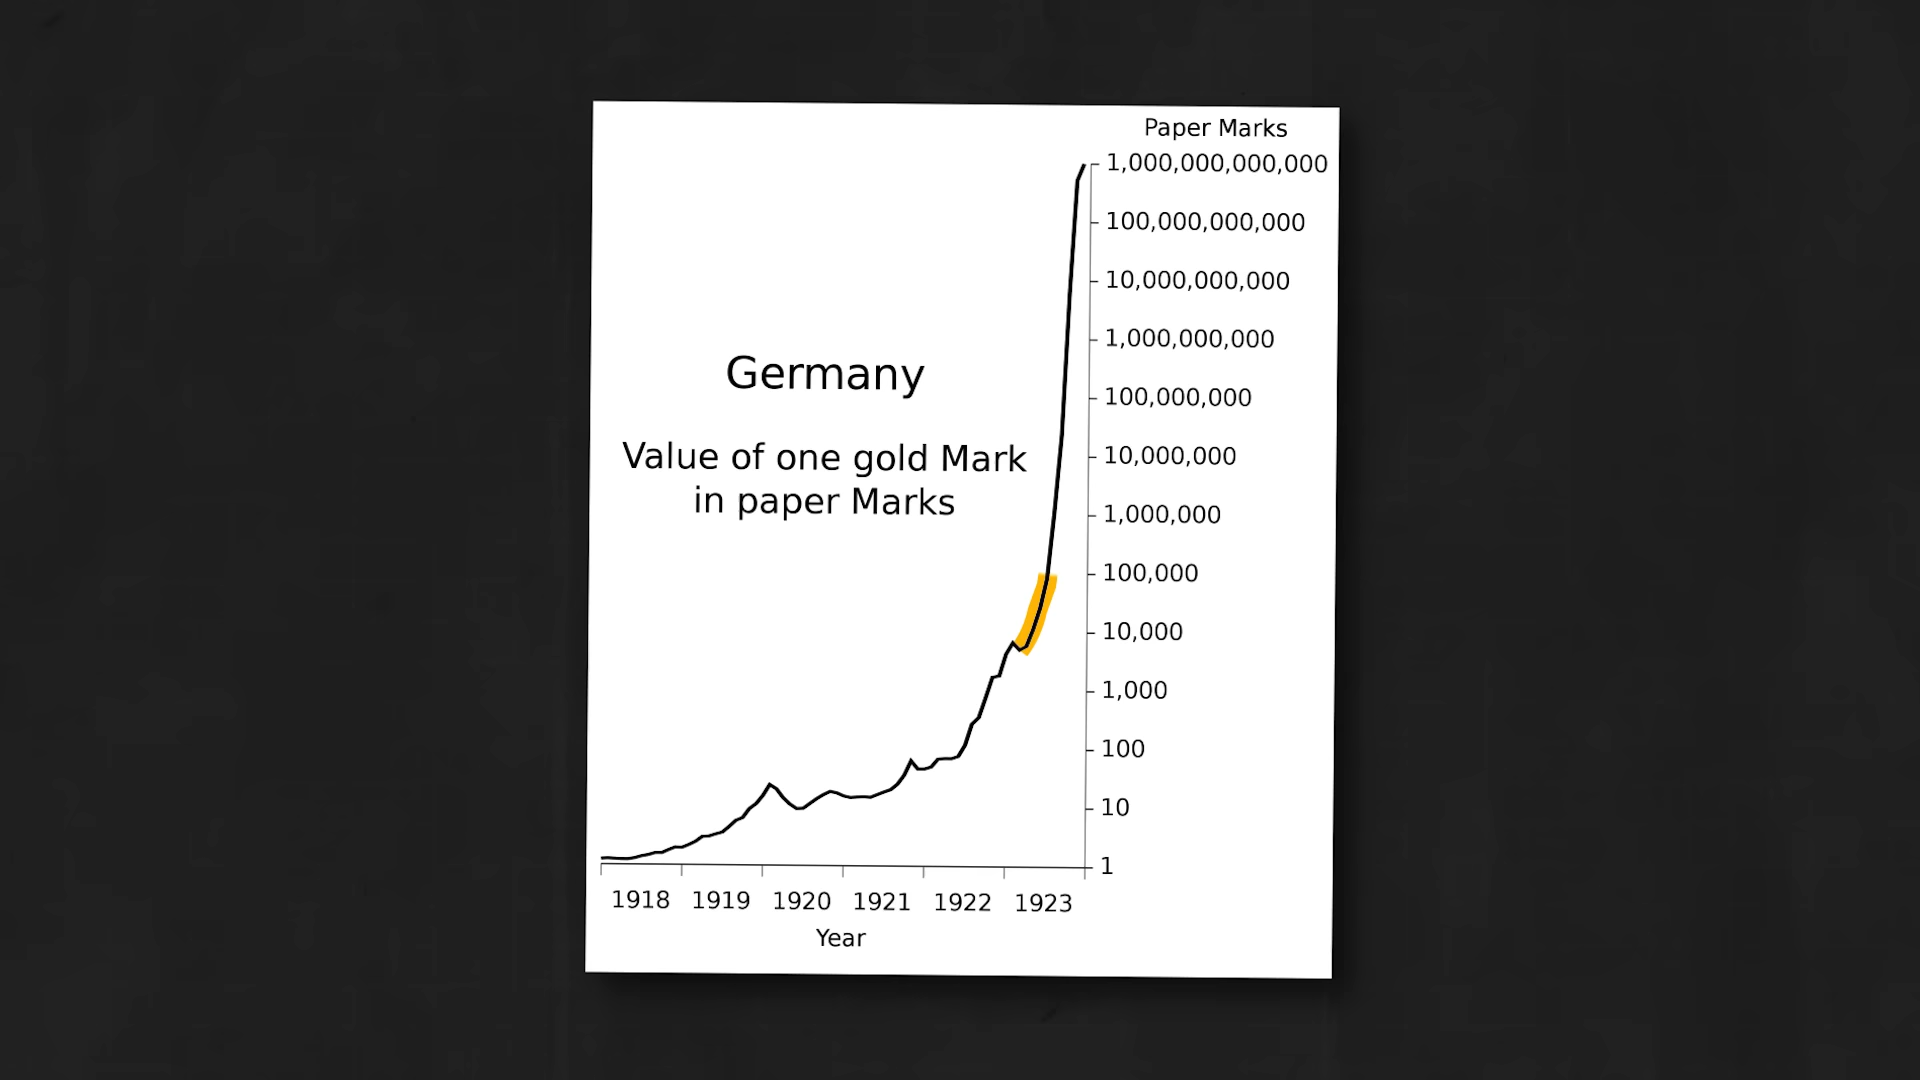 Paper Marks
1,000,000,000,000
100,000,000,000
10,000,000,000
1,000,000,000
100,000,000
10,000,000
1,000,000
100,000
10,000
1,000
100
10
1
Germany
Value of one gold Mark
in paper Marks
1918 1919 1920 1921 1922 1923
Year